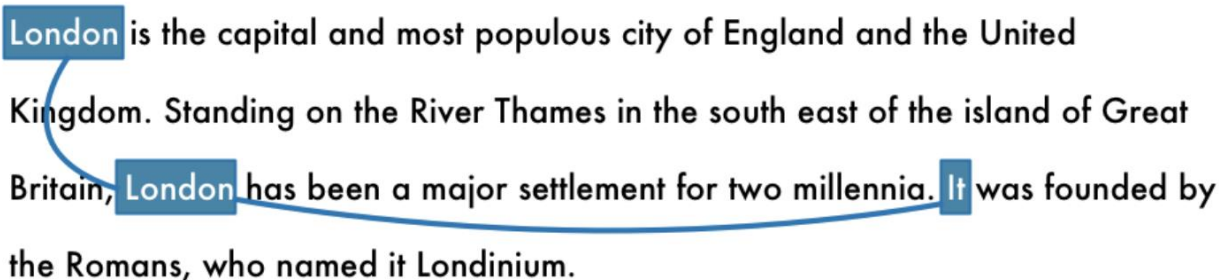 London is the capital and most populous city of England and the United
Kingdom. Standing on the River Thames in the south east of the island of Great
Britain, London has been a major settlement for two millennia. It was founded by
the Romans, who named it Londinium.